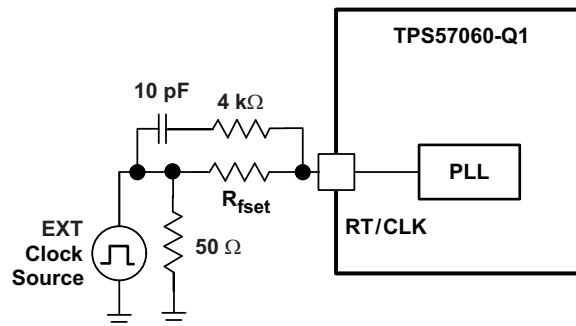 TPS57060-Q1
10 pF
4 kΩ
PLL
Rfset
RT/CLK
EXT
Clock
Source
50 Ω